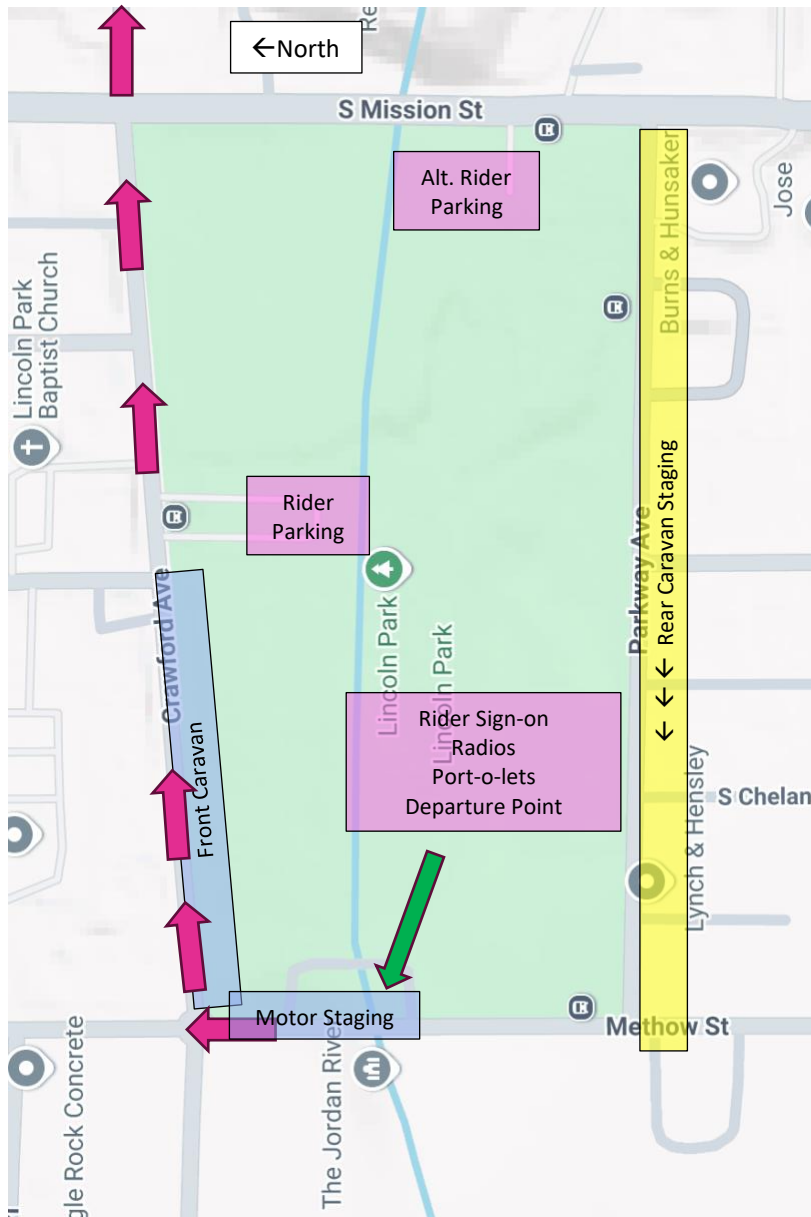 ←North
Re
S Mission St
Alt. Rider
Parking
Burns & Hunsaker
Jose
Lincoln Park
Baptist Church
Rider
Parking
Lincoln Park
Lincoln Park
Crawford Ave
Front Caravan
Parkway Ave
← ← ← Rear Caravan Staging
Rider Sign-on
Radios
Port-o-lets
Departure Point
S Chelan
Lynch & Hensley
Motor Staging
Methow St
The Jordan River
gle Rock Concrete